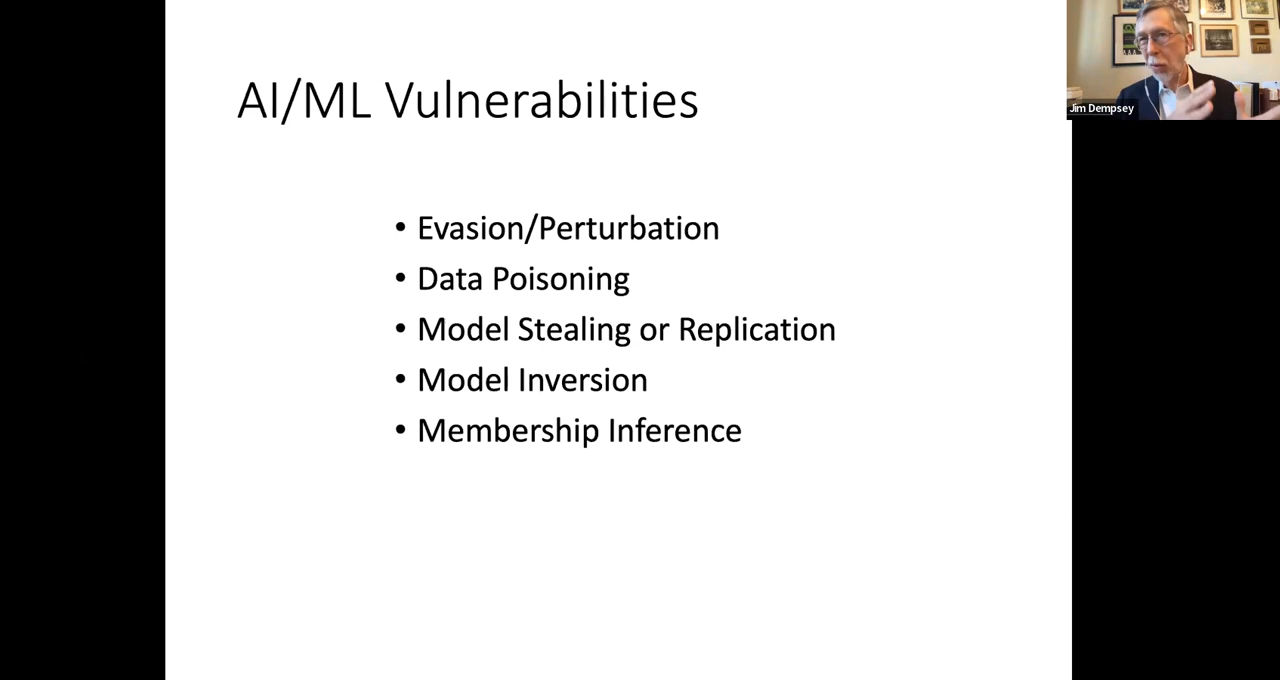 AI/ML Vulnerabilities
Jim Dempsey
• Evasion/Perturbation
• Data Poisoning
• Model Stealing or Replication
• Model Inversion
• Membership Inference